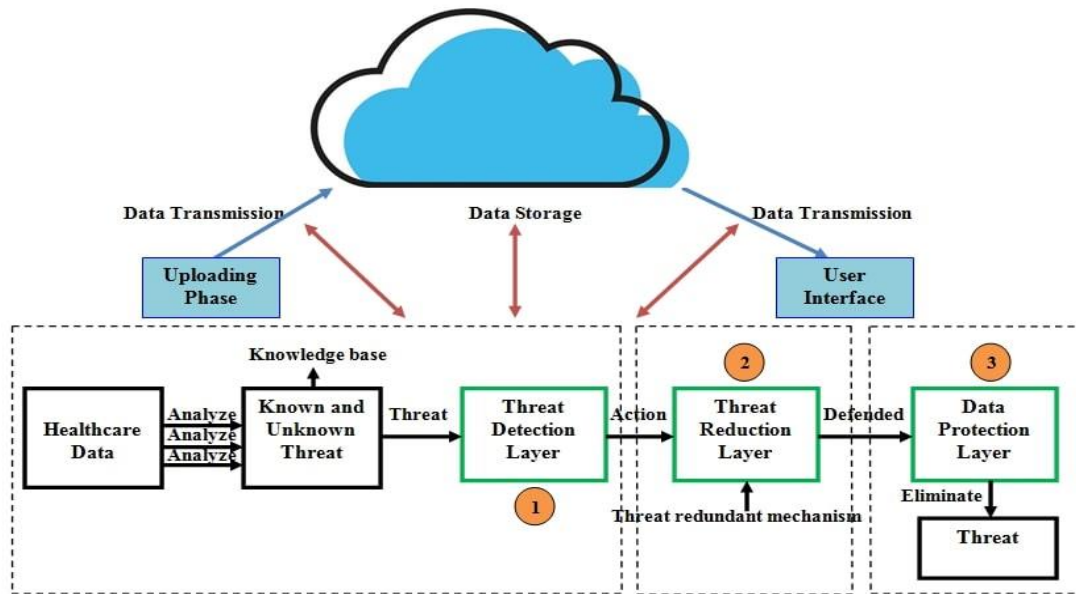 Data Transmission
Data Storage
Data Transmission
Uploading
Phase
User
Interface
Knowledge base
Healthcare
Data
Analyze
Analyze
Analyze
Known and
Unknown
Threat
Threat
Threat
Detection
Layer
1
Action
2
Threat
Reduction
Layer
Threat redundant mechanism
Defended
3
Data
Protection
Layer
Eliminate
Threat